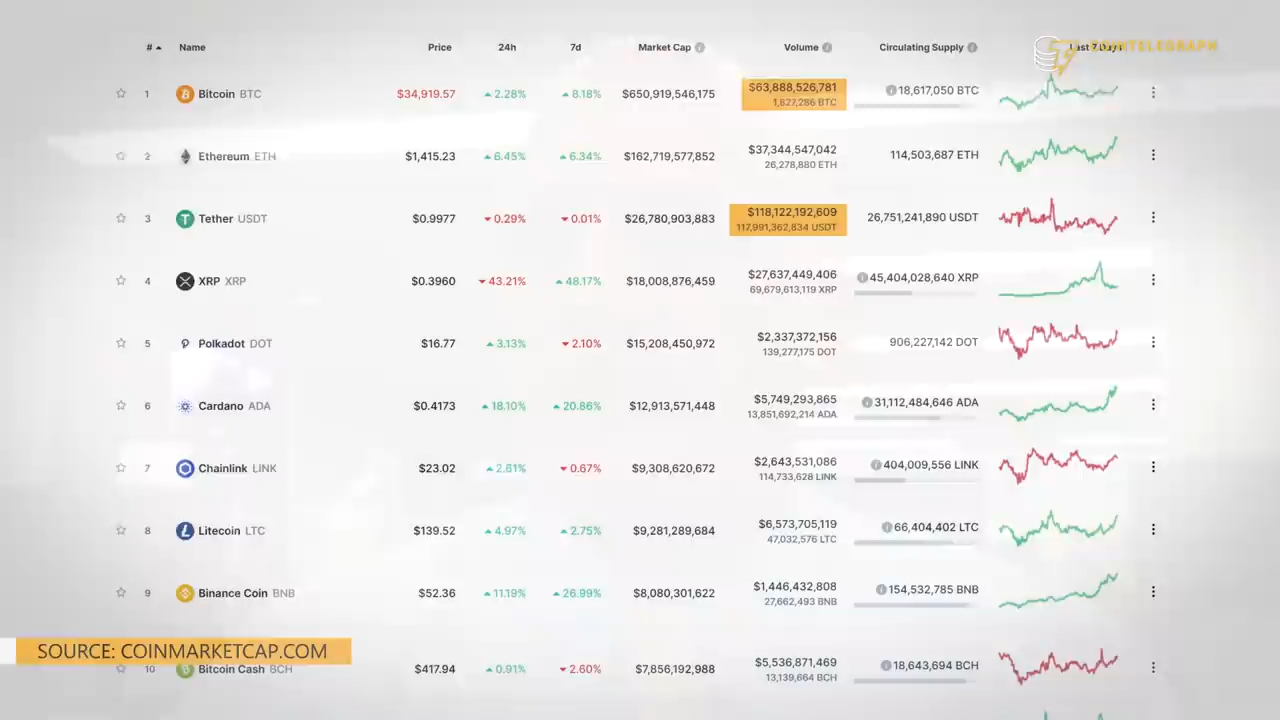 # Name Price 24h 7d Market Cap Volume Circulating Supply Last 7 Days
COINTELEGRAPH
1 Bitcoin BTC $34,919.57 2.28% 8.18% $650,919,546,175 $63,888,526,781 18,617,050 BTC
1,827,286 BTC
2 Ethereum ETH $1,415.23 6.45% 6.34% $162,719,577,852 $37,344,547,042 114,503,687 ETH
26,278,880 ETH
3 Tether USDT $0.9977 0.29% 0.01% $26,780,903,883 $118,122,192,609 26,751,241,890 USDT
117,991,362,834 USDT
4 XRP XRP $0.3960 43.21% 48.17% $18,008,876,459 $27,637,449,406 45,404,028,640 XRP
69,679,613,119 XRP
5 Polkadot DOT $16.77 3.13% 2.10% $15,208,450,972 $2,337,372,156 906,227,142 DOT
139,277,175 DOT
6 Cardano ADA $0.4173 18.10% 20.86% $12,913,571,448 $5,749,293,865 31,112,484,646 ADA
13,851,692,214 ADA
7 Chainlink LINK $23.02 2.61% 0.67% $9,308,620,672 $2,643,531,086 404,009,556 LINK
114,733,628 LINK
8 Litecoin LTC $139.52 4.97% 2.75% $9,281,289,684 $6,573,705,119 66,404,402 LTC
47,032,576 LTC
9 Binance Coin BNB $52.36 11.19% 26.99% $8,080,301,622 $1,446,432,808 154,532,785 BNB
27,662,493 BNB
SOURCE: COINMARKETCAP.COM
10 Bitcoin Cash BCH $417.94 0.91% 2.60% $7,856,192,988 $5,536,871,469 18,643,694 BCH
13,139,664 BCH